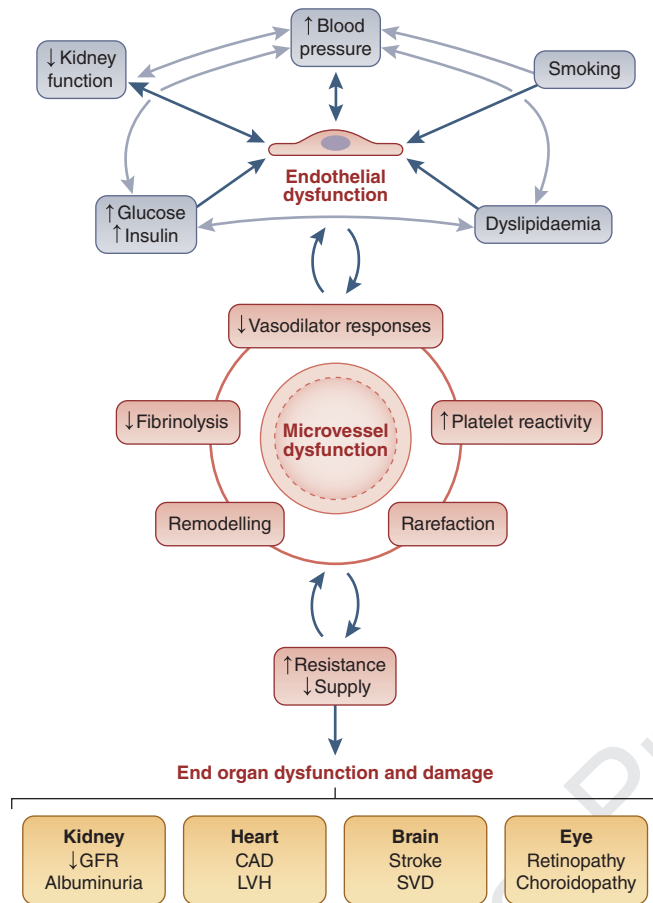 ↑ Blood
pressure
↓ Kidney
function
Smoking
Endothelial
dysfunction
↑ Glucose
↑ Insulin
Dyslipidaemia
↓ Vasodilator responses
↓ Fibrinolysis
↑ Platelet reactivity
Microvessel
dysfunction
Remodelling
Rarefaction
↑ Resistance
↓ Supply
End organ dysfunction and damage
Kidney
↓ GFR
Albuminuria
Heart
CAD
LVH
Brain
Stroke
SVD
Eye
Retinopathy
Choroidopathy